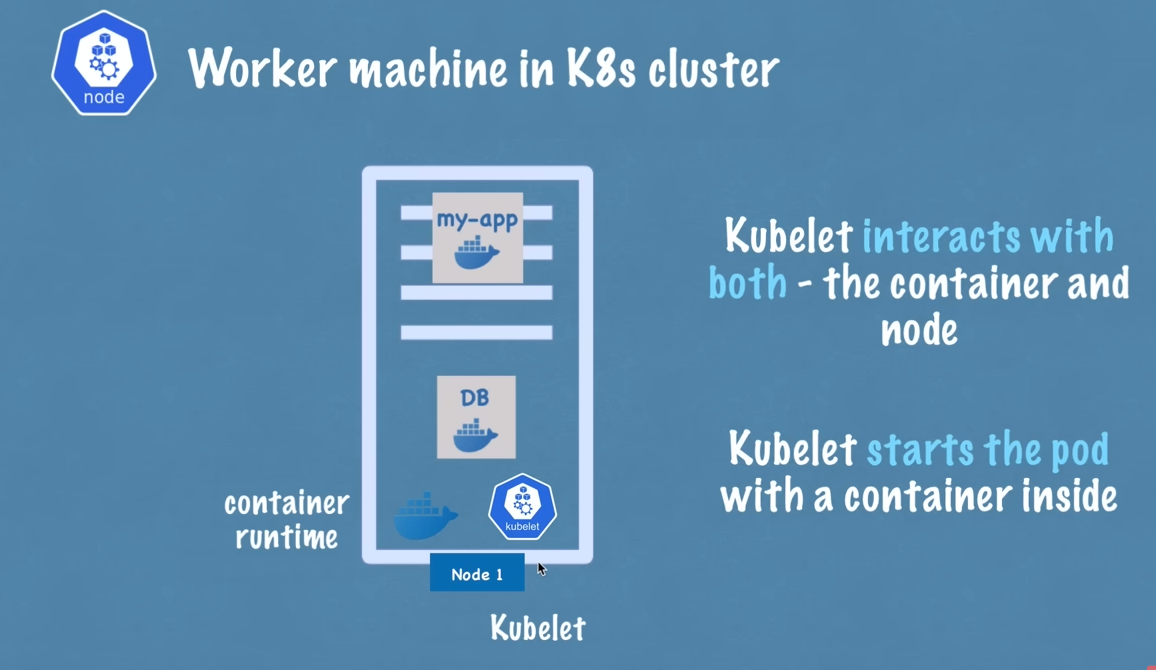 node
Worker machine in K8s cluster
my-app
DB
container
runtime
kubelet
Node 1
Kubelet
Kubelet interacts with
both - the container and
node
Kubelet starts the pod
with a container inside